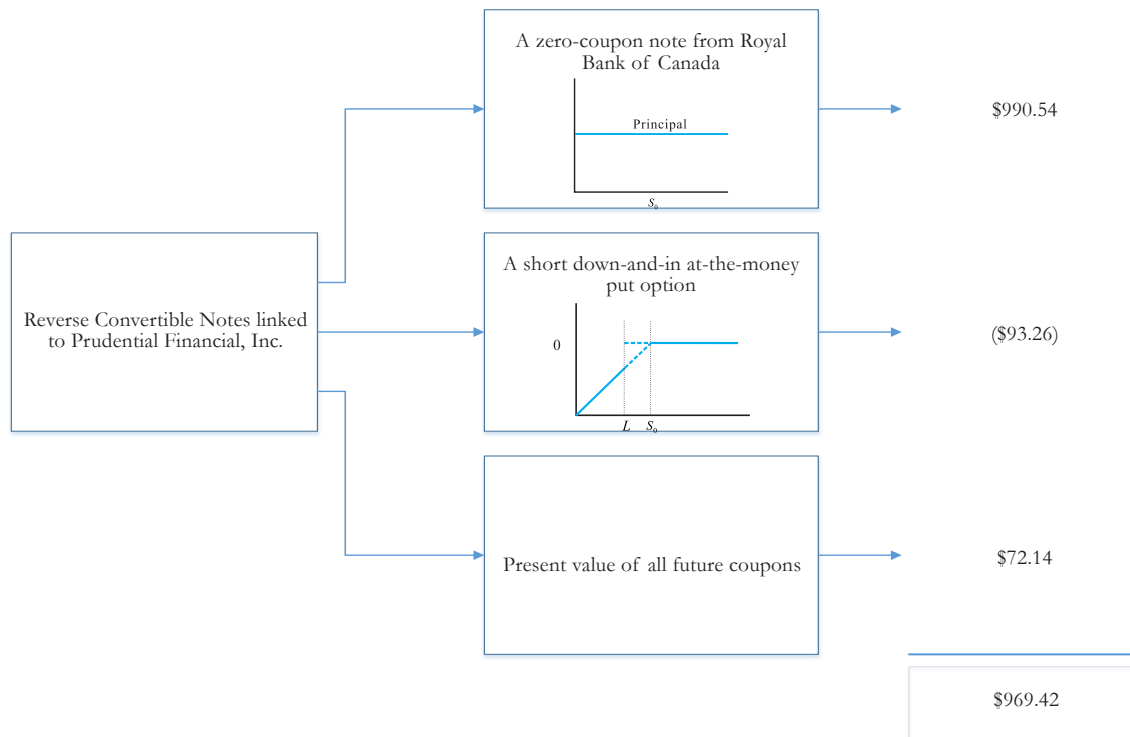 A zero-coupon note from Royal
Bank of Canada
Principal
S₀
$990.54
Reverse Convertible Notes linked
to Prudential Financial, Inc.
A short down-and-in at-the-money
put option
0
L S₀
($93.26)
Present value of all future coupons
$72.14
$969.42